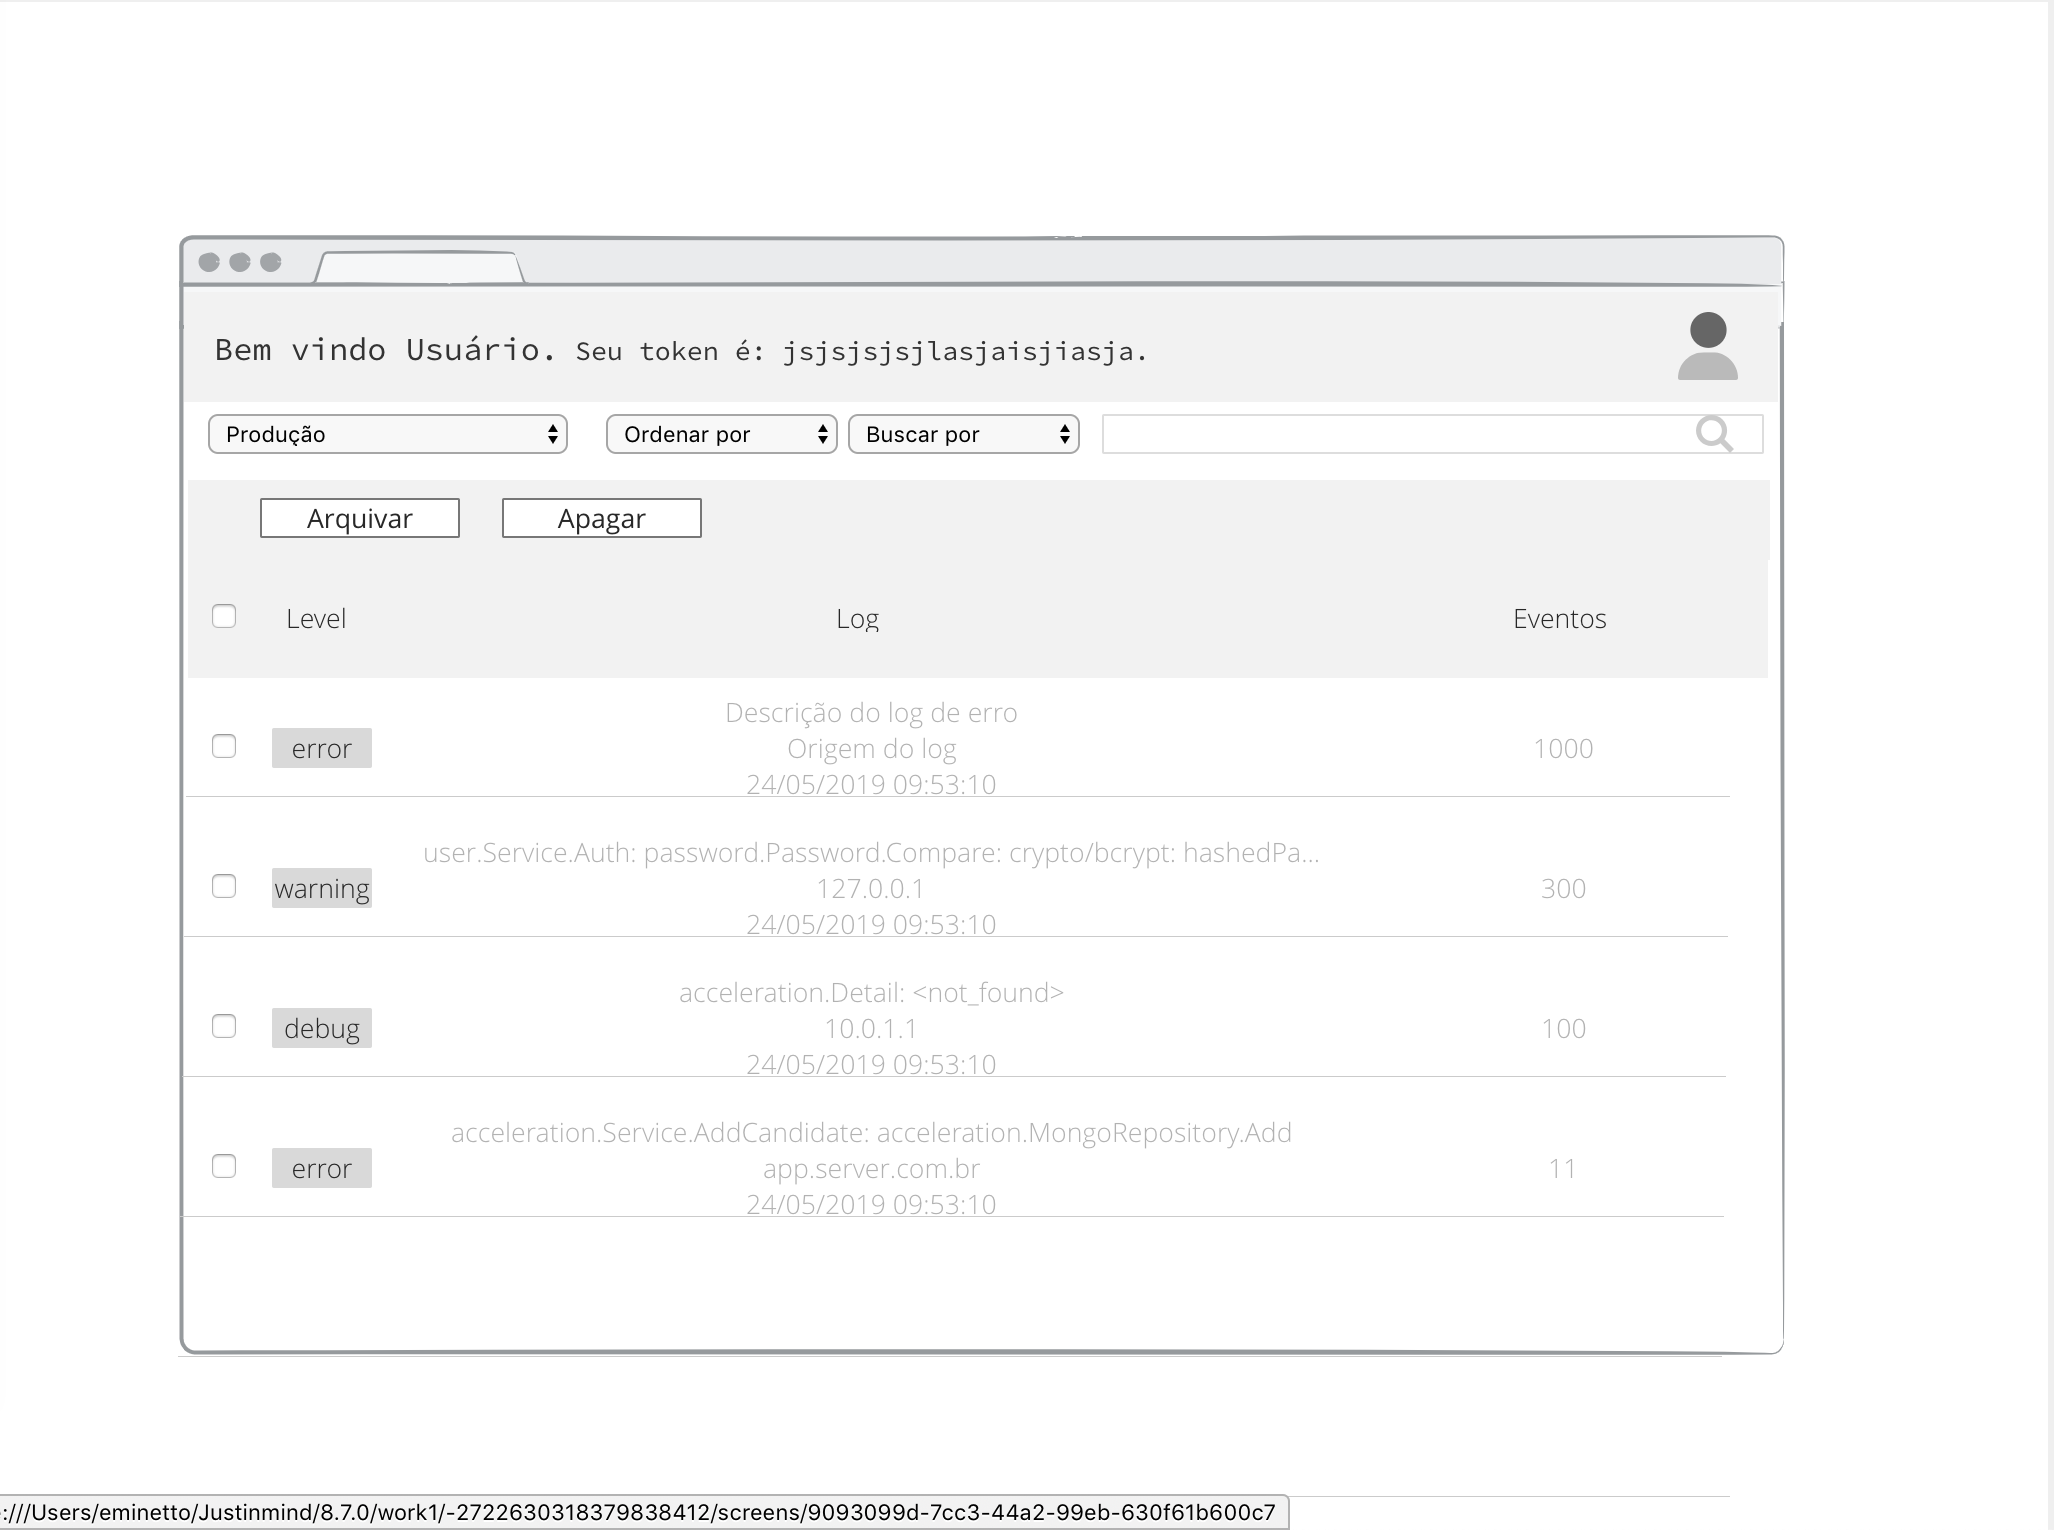 Bem vindo Usuário. Seu token é: jsjsjsjsjlasjaisjiasja.
Produção Ordenar por Buscar por
Arquivar Apagar
Level Log Eventos
Descrição do log de erro
error Origem do log 1000
24/05/2019 09:53:10
user.Service.Auth: password.Password.Compare: crypto/bcrypt: hashedPa...
warning 127.0.0.1 300
24/05/2019 09:53:10
acceleration.Detail: <not_found>
debug 10.0.1.1 100
24/05/2019 09:53:10
acceleration.Service.AddCandidate: acceleration.MongoRepository.Add
error app.server.com.br 11
24/05/2019 09:53:10
:///Users/eminetto/Justinmind/8.7.0/work1/-2722630318379838412/screens/9093099d-7cc3-44a2-99eb-630f61b600c7